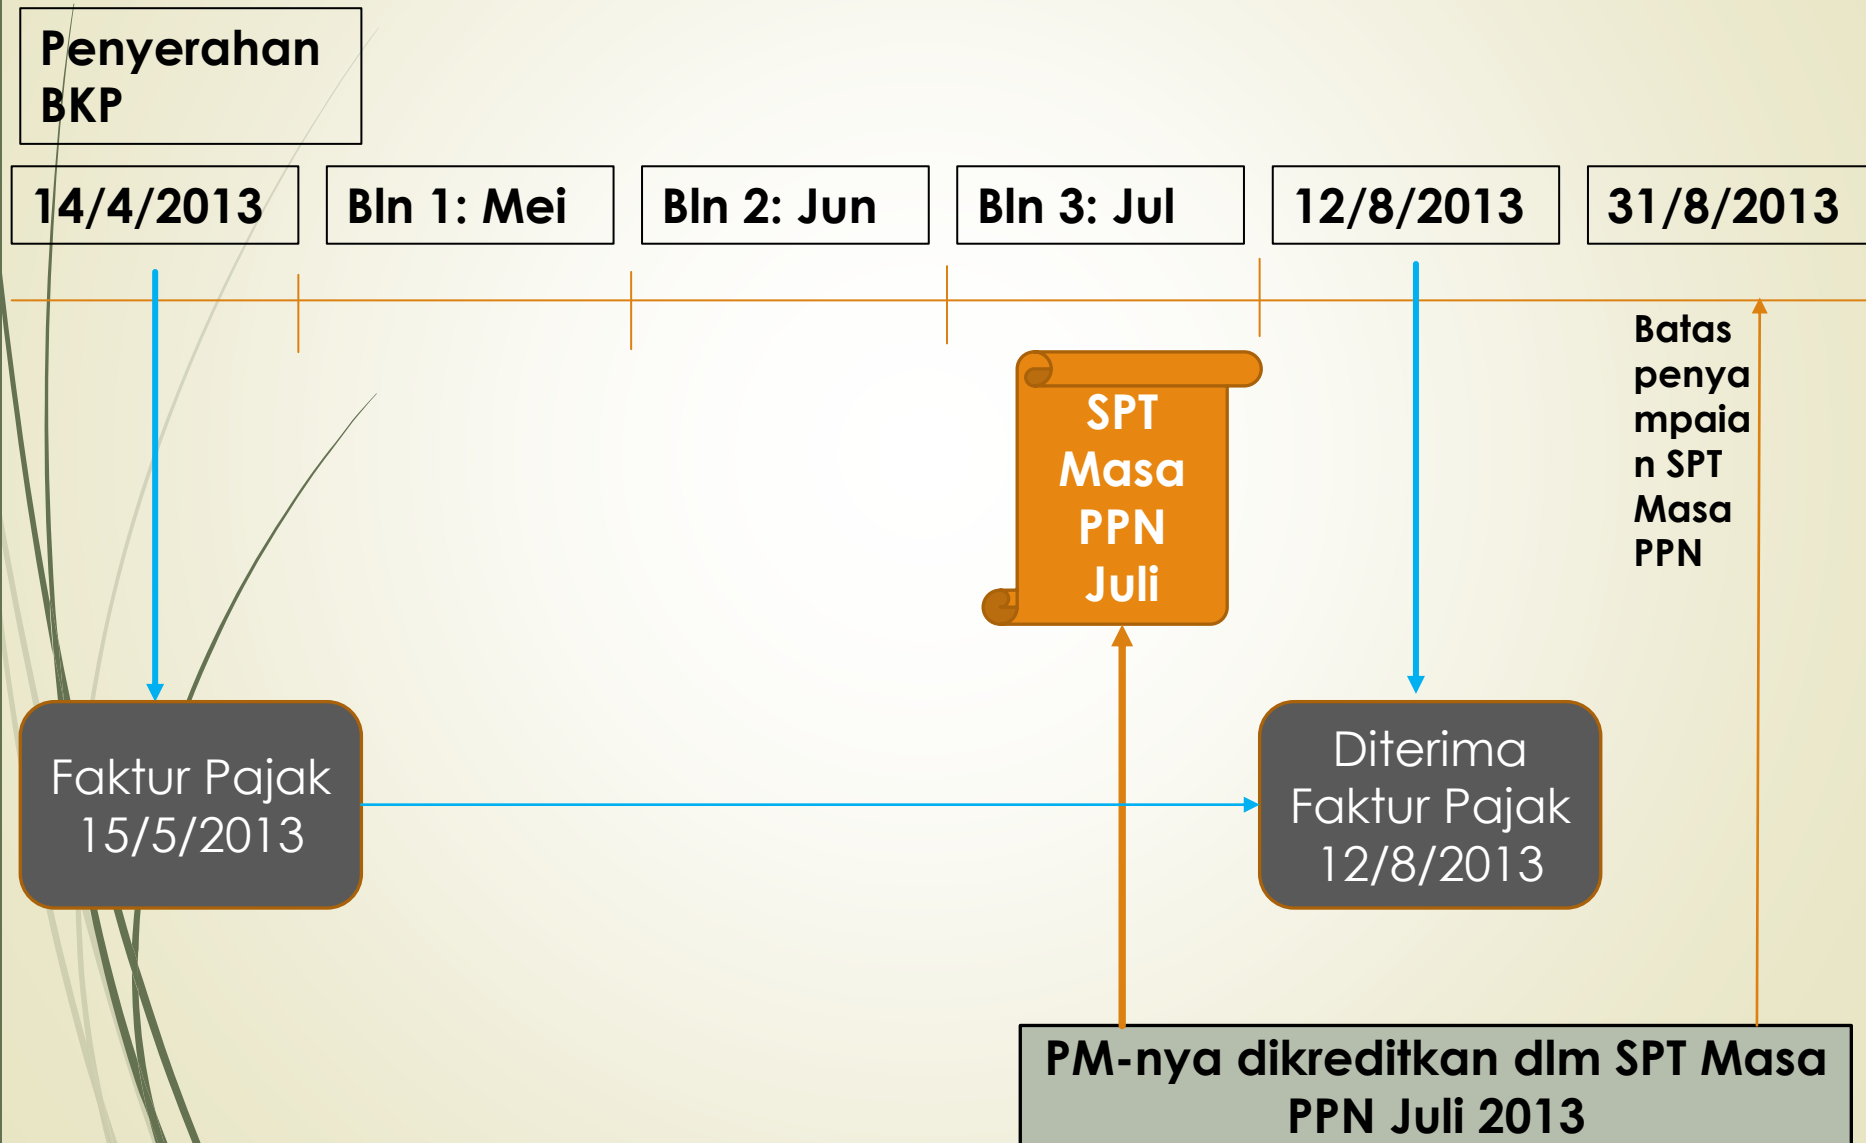 Penyerahan
BKP
14/4/2013
Bln 1: Mei
Bln 2: Jun
Bln 3: Jul
12/8/2013
31/8/2013
Batas
penya
mpaia
n SPT
Masa
PPN
SPT
Masa
PPN
Juli
Faktur Pajak
15/5/2013
Diterima
Faktur Pajak
12/8/2013
PM-nya dikreditkan dlm SPT Masa
PPN Juli 2013